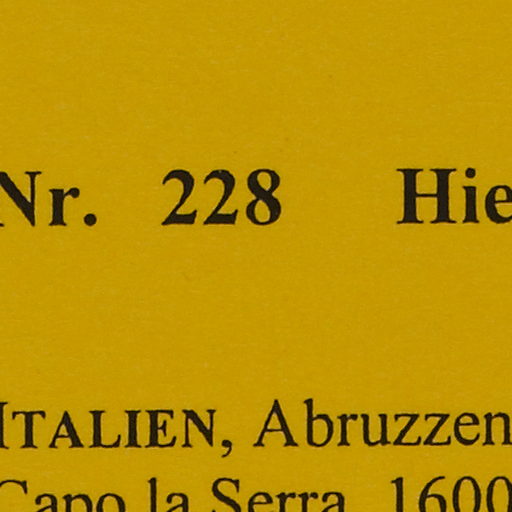 Nr. 228 Hie
ITALIEN, Abruzzen
Capo la Serra, 1600